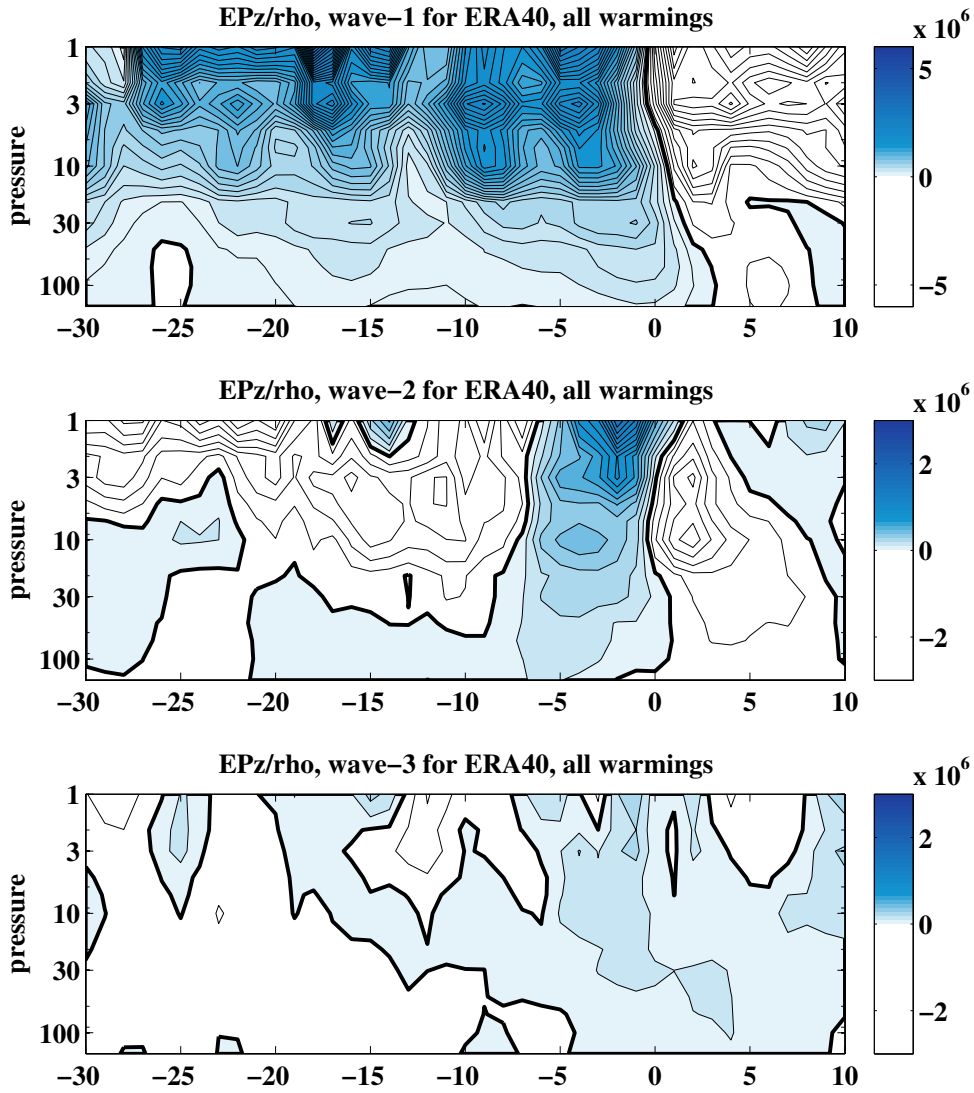 EPz/rho, wave−1 for ERA40, all warmings
x 10^6
pressure
1
3
10
30
100
−30 −25 −20 −15 −10 −5 0 5 10
5
0
−5
EPz/rho, wave−2 for ERA40, all warmings
x 10^6
pressure
1
3
10
30
100
−30 −25 −20 −15 −10 −5 0 5 10
2
0
−2
EPz/rho, wave−3 for ERA40, all warmings
x 10^6
pressure
1
3
10
30
100
−30 −25 −20 −15 −10 −5 0 5 10
2
0
−2